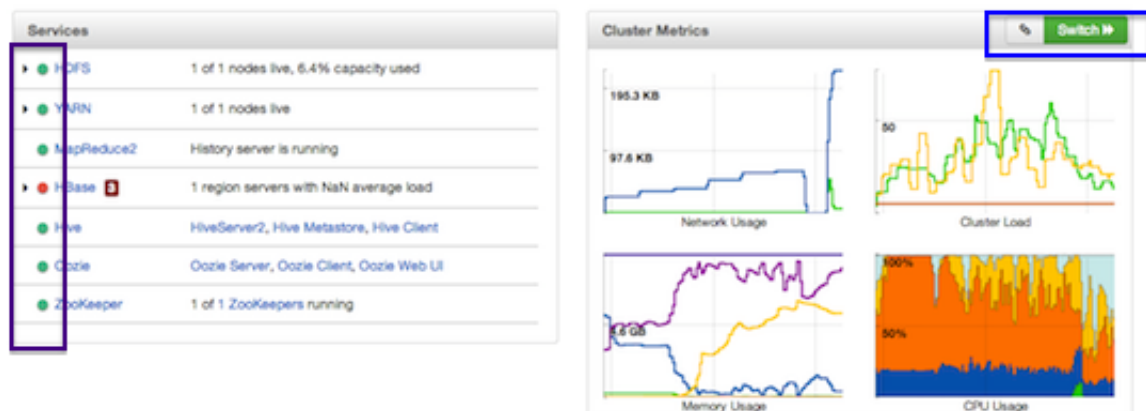 Services
HDFS 1 of 1 nodes live, 6.4% capacity used
YARN 1 of 1 nodes live
MapReduce2 History server is running
HBase 3 1 region servers with NaN average load
Hive HiveServer2, Hive Metastore, Hive Client
Oozie Oozie Server, Oozie Client, Oozie Web UI
ZooKeeper 1 of 1 ZooKeepers running
Cluster Metrics Switch
195.3 KB
97.6 KB
Network Usage
50
Cluster Load
4.6 GB
Memory Usage
100%
50%
CPU Usage